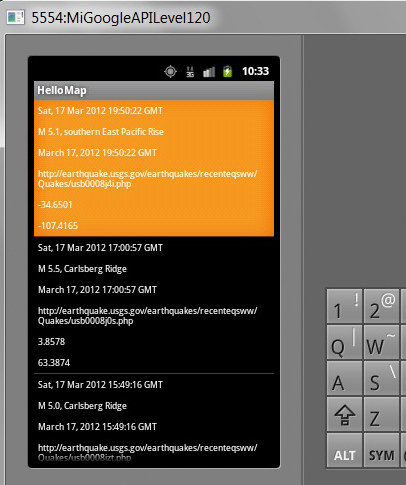 5554:MiGoogleAPILevel120
3G
10:33
HelloMap
Sat, 17 Mar 2012 19:50:22 GMT
M 5.1, southern East Pacific Rise
March 17, 2012 19:50:22 GMT
http://earthquake.usgs.gov/earthquakes/recenteqsww/
Quakes/usb0008j4i.php
-34.6501
-107.4165
Sat, 17 Mar 2012 17:00:57 GMT
M 5.5, Carlsberg Ridge
March 17, 2012 17:00:57 GMT
http://earthquake.usgs.gov/earthquakes/recenteqsww/
Quakes/usb0008j0s.php
3.8578
63.3874
Sat, 17 Mar 2012 15:49:16 GMT
M 5.0, Carlsberg Ridge
March 17, 2012 15:49:16 GMT
http://earthquake.usgs.gov/earthquakes/recenteqsww/
Quakes/usb0008jzt.php
1 ! 2 @
Q | W ~
A S \
Z
ALT SYM